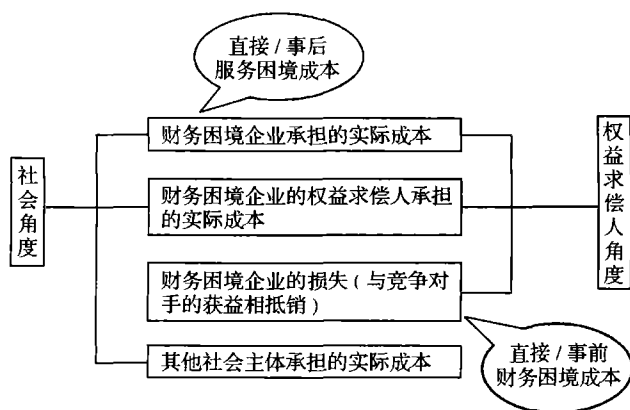 直接/事后
服务困境成本
财务困境企业承担的实际成本
社会角度
权益求偿人角度
财务困境企业的权益求偿人承担
的实际成本
财务困境企业的损失(与竞争对
手的获益相抵销)
其他社会主体承担的实际成本
直接/事前
财务困境成本